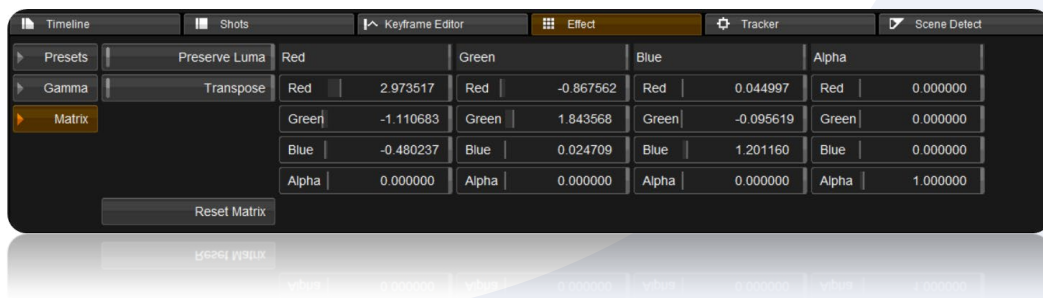 Timeline Shots Keyframe Editor Effect Tracker Scene Detect
Presets Preserve Luma Red Green Blue Alpha
Gamma Transpose Red 2.973517 Red -0.867562 Red 0.044997 Red 0.000000
Matrix Green -1.110683 Green 1.843568 Green -0.095619 Green 0.000000
Blue -0.480237 Blue 0.024709 Blue 1.201160 Blue 0.000000
Alpha 0.000000 Alpha 0.000000 Alpha 0.000000 Alpha 1.000000
Reset Matrix